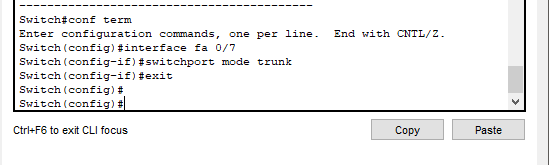 --------------------------------------------
Switch#conf term
Enter configuration commands, one per line.  End with CNTL/Z.
Switch(config)#interface fa 0/7
Switch(config-if)#switchport mode trunk
Switch(config-if)#exit
Switch(config)#
Switch(config)#
Ctrl+F6 to exit CLI focus
Copy
Paste